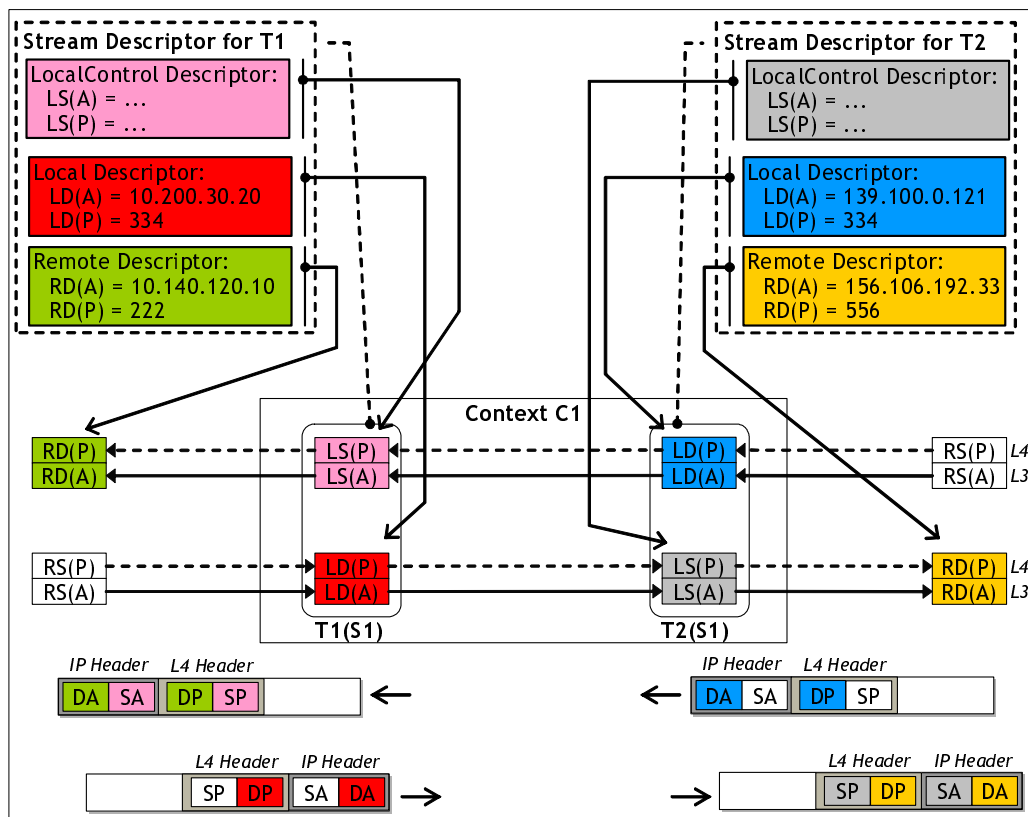 Stream Descriptor for T1
LocalControl Descriptor:
LS(A) = ...
LS(P) = ...
Local Descriptor:
LD(A) = 10.200.30.20
LD(P) = 334
Remote Descriptor:
RD(A) = 10.140.120.10
RD(P) = 222
Stream Descriptor for T2
LocalControl Descriptor:
LS(A) = ...
LS(P) = ...
Local Descriptor:
LD(A) = 139.100.0.121
LD(P) = 334
Remote Descriptor:
RD(A) = 156.106.192.33
RD(P) = 556
Context C1
RD(P) LS(P) LD(P) RS(P) L4
RD(A) LS(A) LD(A) RS(A) L3
RS(P) LD(P) LS(P) RD(P) L4
RS(A) LD(A) LS(A) RD(A) L3
T1(S1) T2(S1)
IP Header L4 Header
DA SA DP SP
IP Header L4 Header
DA SA DP SP
L4 Header IP Header
SP DP SA DA
L4 Header IP Header
SP DP SA DA